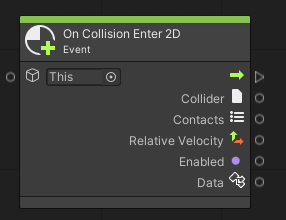 On Collision Enter 2D
Event
This
Collider
Contacts
Relative Velocity
Enabled
Data